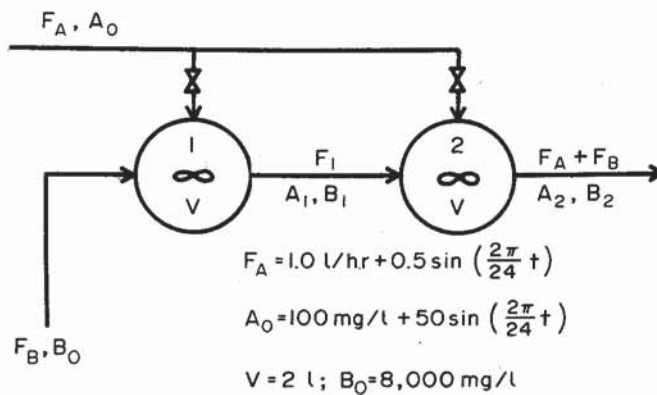 F_A, A_0
1
2
F_1
F_A + F_B
V
A_1, B_1
V
A_2, B_2
F_A = 1.0 l/hr + 0.5 sin (2π/24 t)
A_0 = 100 mg/l + 50 sin (2π/24 t)
F_B, B_0
V = 2 l; B_0 = 8,000 mg/l